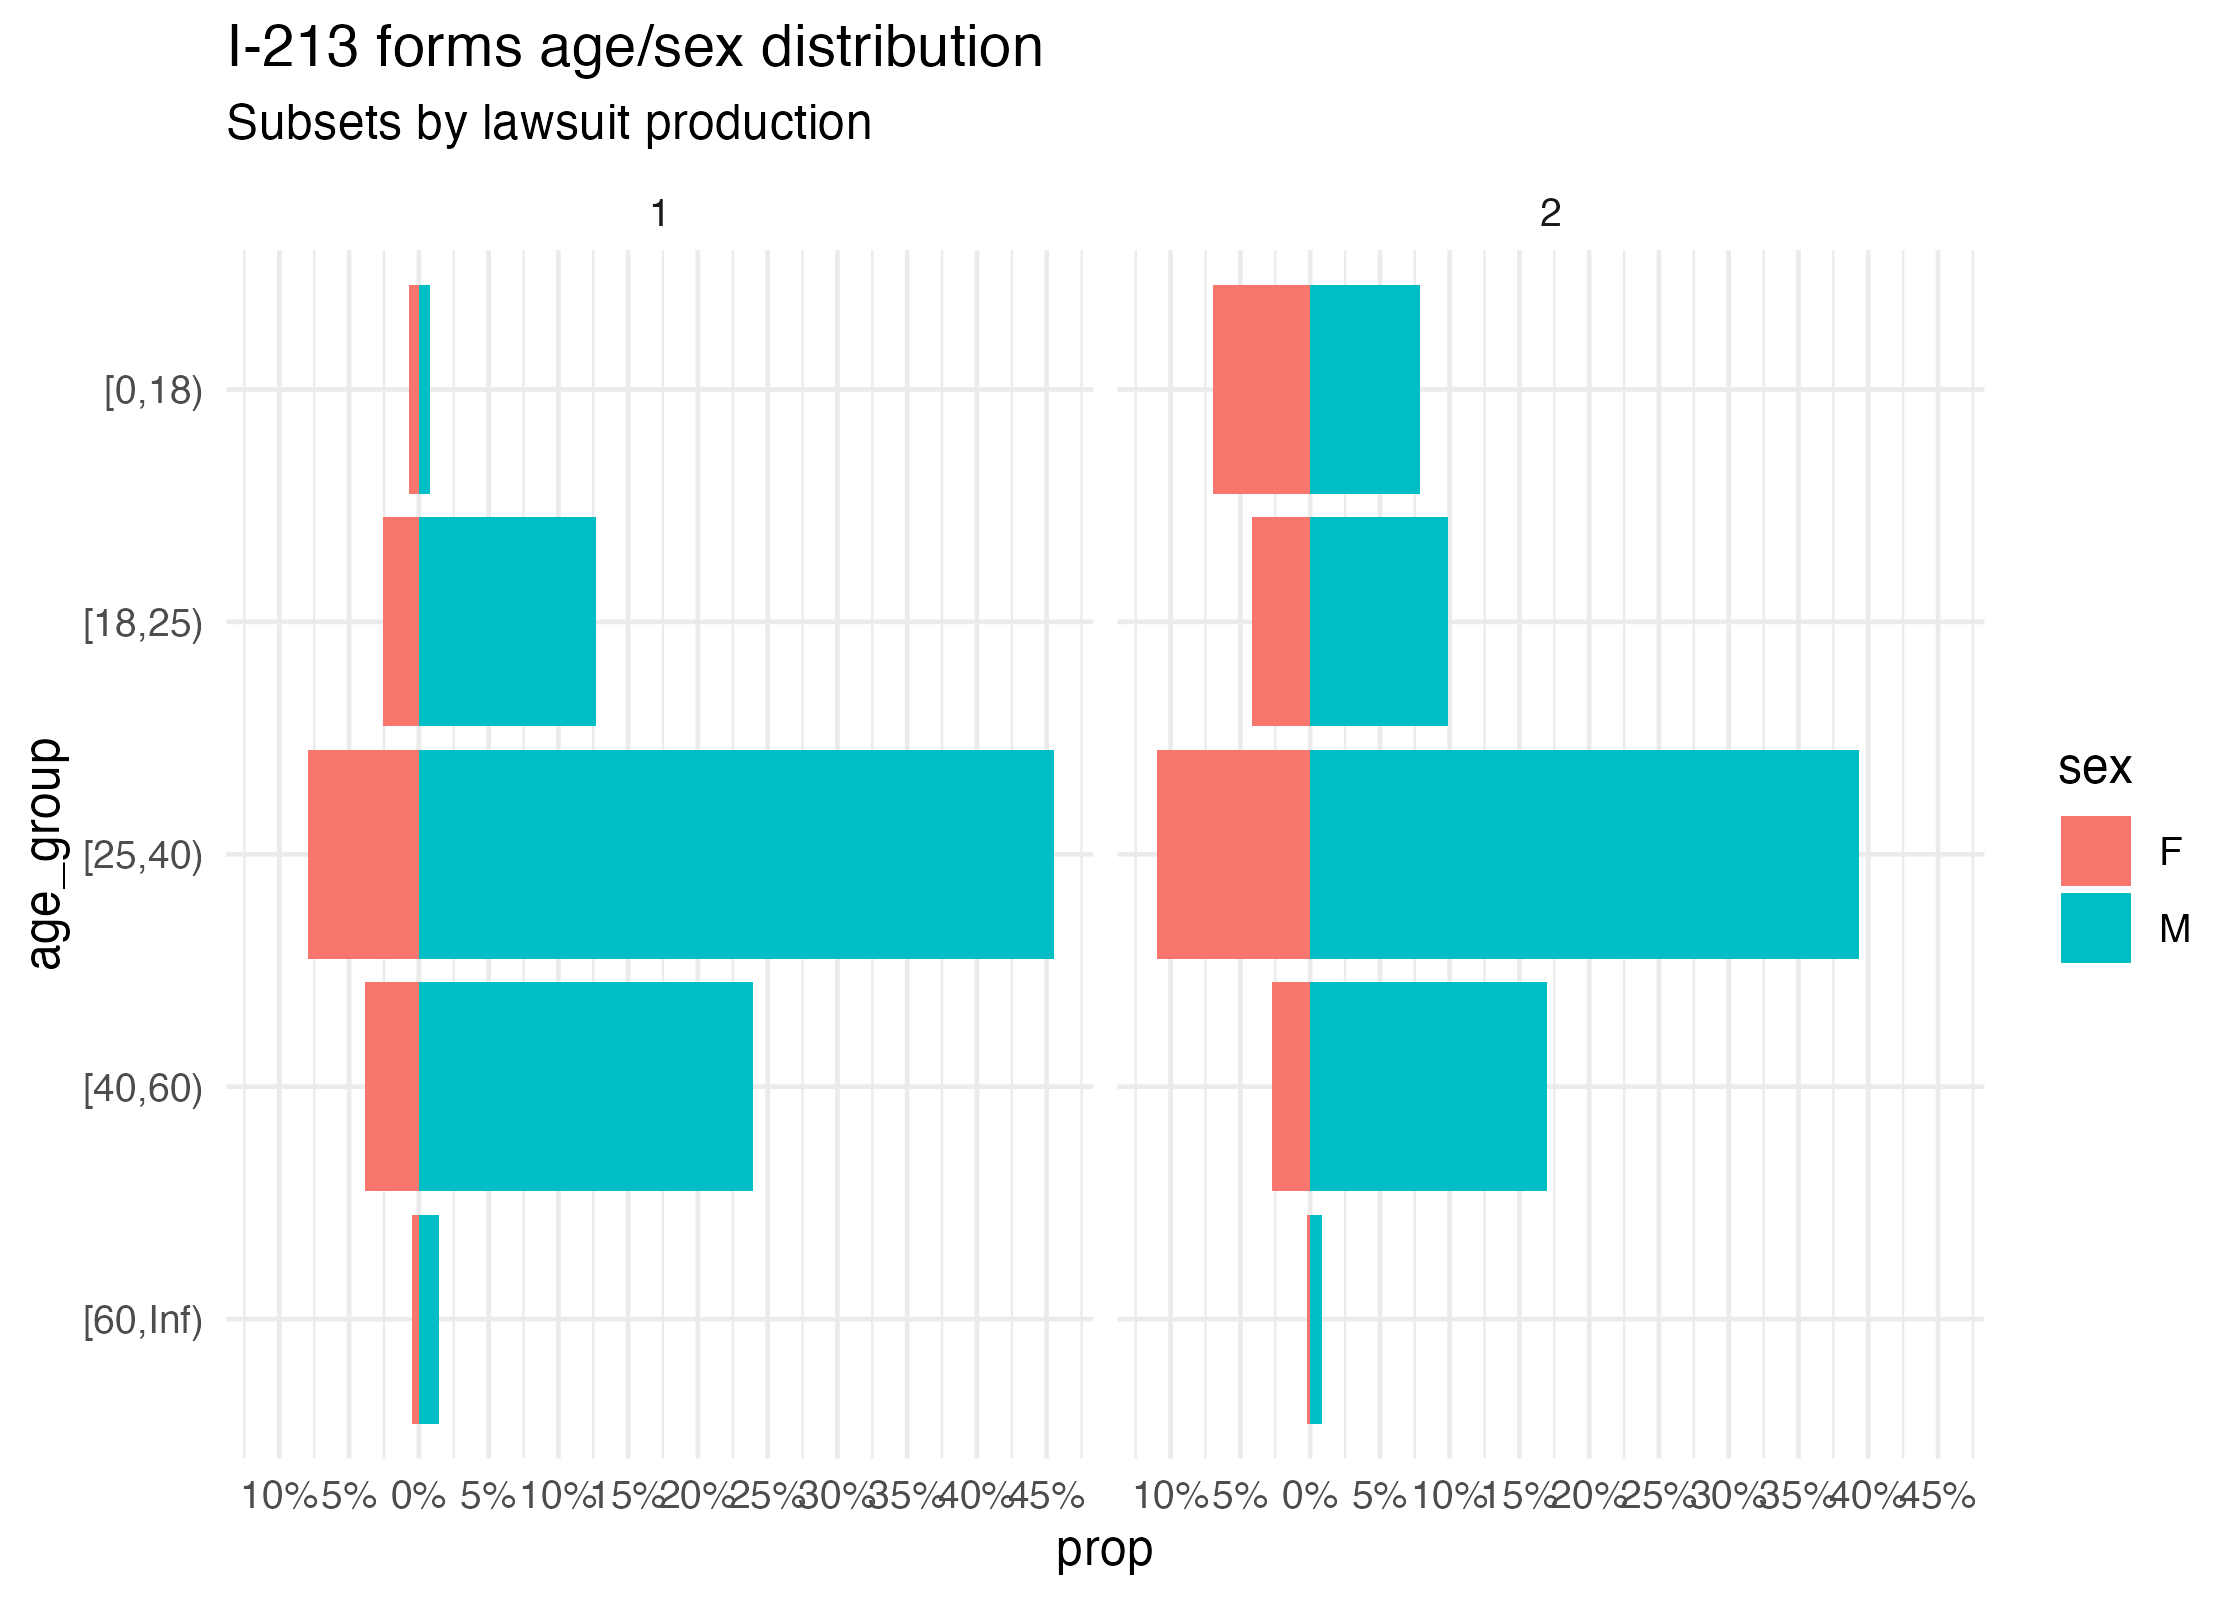 I-213 forms age/sex distribution
Subsets by lawsuit production
1 2
[0,18)
[18,25)
[25,40)
[40,60)
[60,Inf)
age_group
10% 5% 0% 5% 10% 15% 20% 25% 30% 35% 40% 45% 10% 5% 0% 5% 10% 15% 20% 25% 30% 35% 40% 45%
prop
sex
F
M